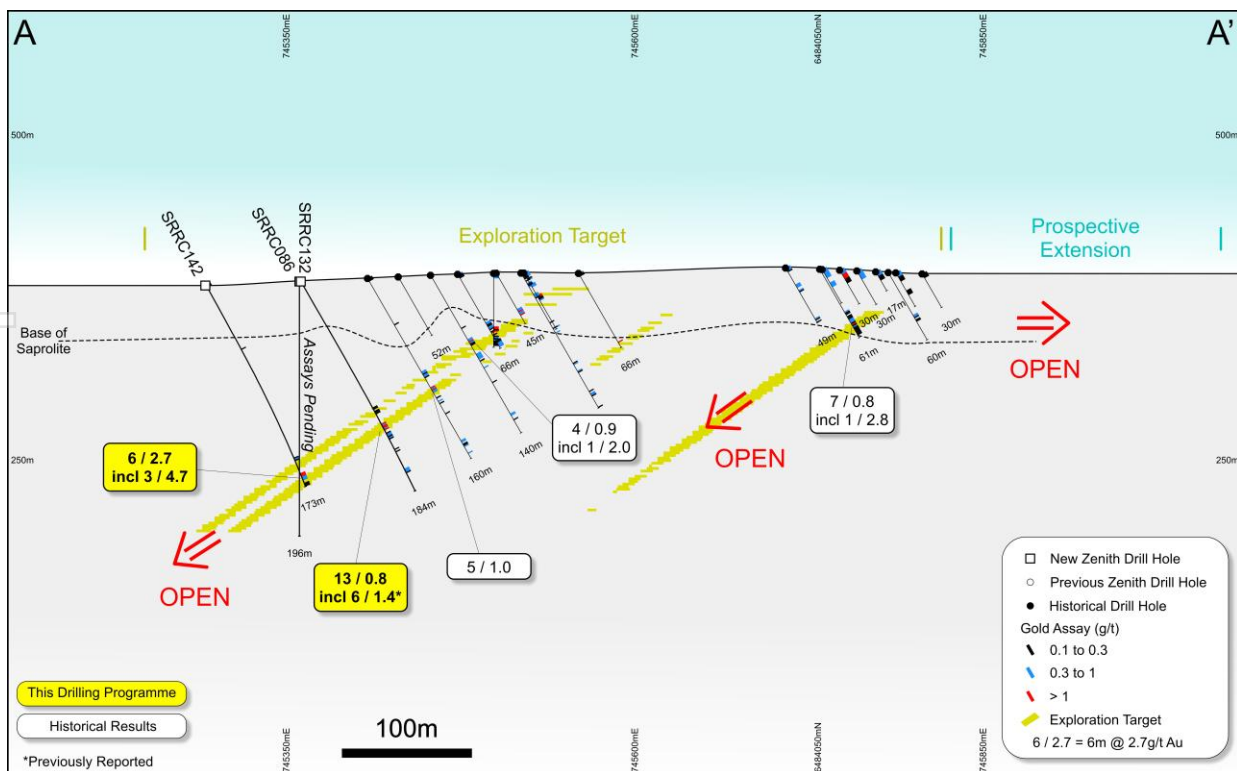 A
A'
745350mE
745600mE
6484050mN
745850mE
500m
500m
SRRC142
SRRC086
SRRC132
Exploration Target
Prospective
Extension
Base of
Saprolite
OPEN
Assays Pending
52m
66m
45m
66m
49m
30m
61m
30m
17m
60m
30m
7 / 0.8
incl 1 / 2.8
4 / 0.9
incl 1 / 2.0
OPEN
250m
250m
6 / 2.7
incl 3 / 4.7
140m
160m
173m
184m
196m
5 / 1.0
13 / 0.8
incl 6 / 1.4*
OPEN
New Zenith Drill Hole
Previous Zenith Drill Hole
Historical Drill Hole
Gold Assay (g/t)
0.1 to 0.3
0.3 to 1
> 1
Exploration Target
6 / 2.7 = 6m @ 2.7g/t Au
This Drilling Programme
Historical Results
*Previously Reported
100m
745350mE
745600mE
6484050mN
745850mE